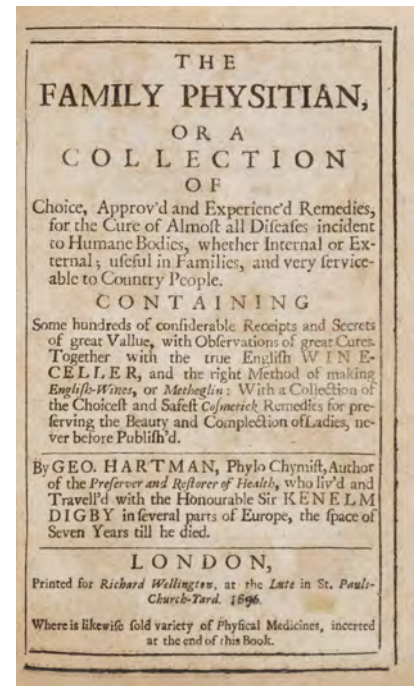 THE
FAMILY PHYSITIAN,
OR A
COLLECTION
OF
Choice, Approv'd and Experienc'd Remedies,
for the Cure of Almoſt all Diſeaſes incident
to Humane Bodies, whether Internal or Ex-
ternal; uſeful in Families, and very ſervice-
able to Country People.
CONTAINING
Some hundreds of conſiderable Receipts and Secrets
of great Vallue, with Obſervations of great Cures.
Together with the true Engliſh WINE-
CELLER, and the right Method of making
Engliſh-Wines, or Metheglin: With a Collection of
the Choiceſt and Safeſt Coſmetick Remedies for pre-
ſerving the Beauty and Complection of Ladies, ne-
ver before Publiſh'd.
By GEO. HARTMAN, Phylo Chymiſt, Author
of the Preſerver and Reſtorer of Health, who liv'd and
Travell'd with the Honourable Sir KENELM
DIGBY in ſeveral parts of Europe, the ſpace of
Seven Years till he died.
LONDON,
Printed for Richard Wellington, at the Lute in St. Pauls-
Church-Yard. 1696.
Where is likewiſe ſold variety of Phyſical Medicines, incerted
at the end of this Book.